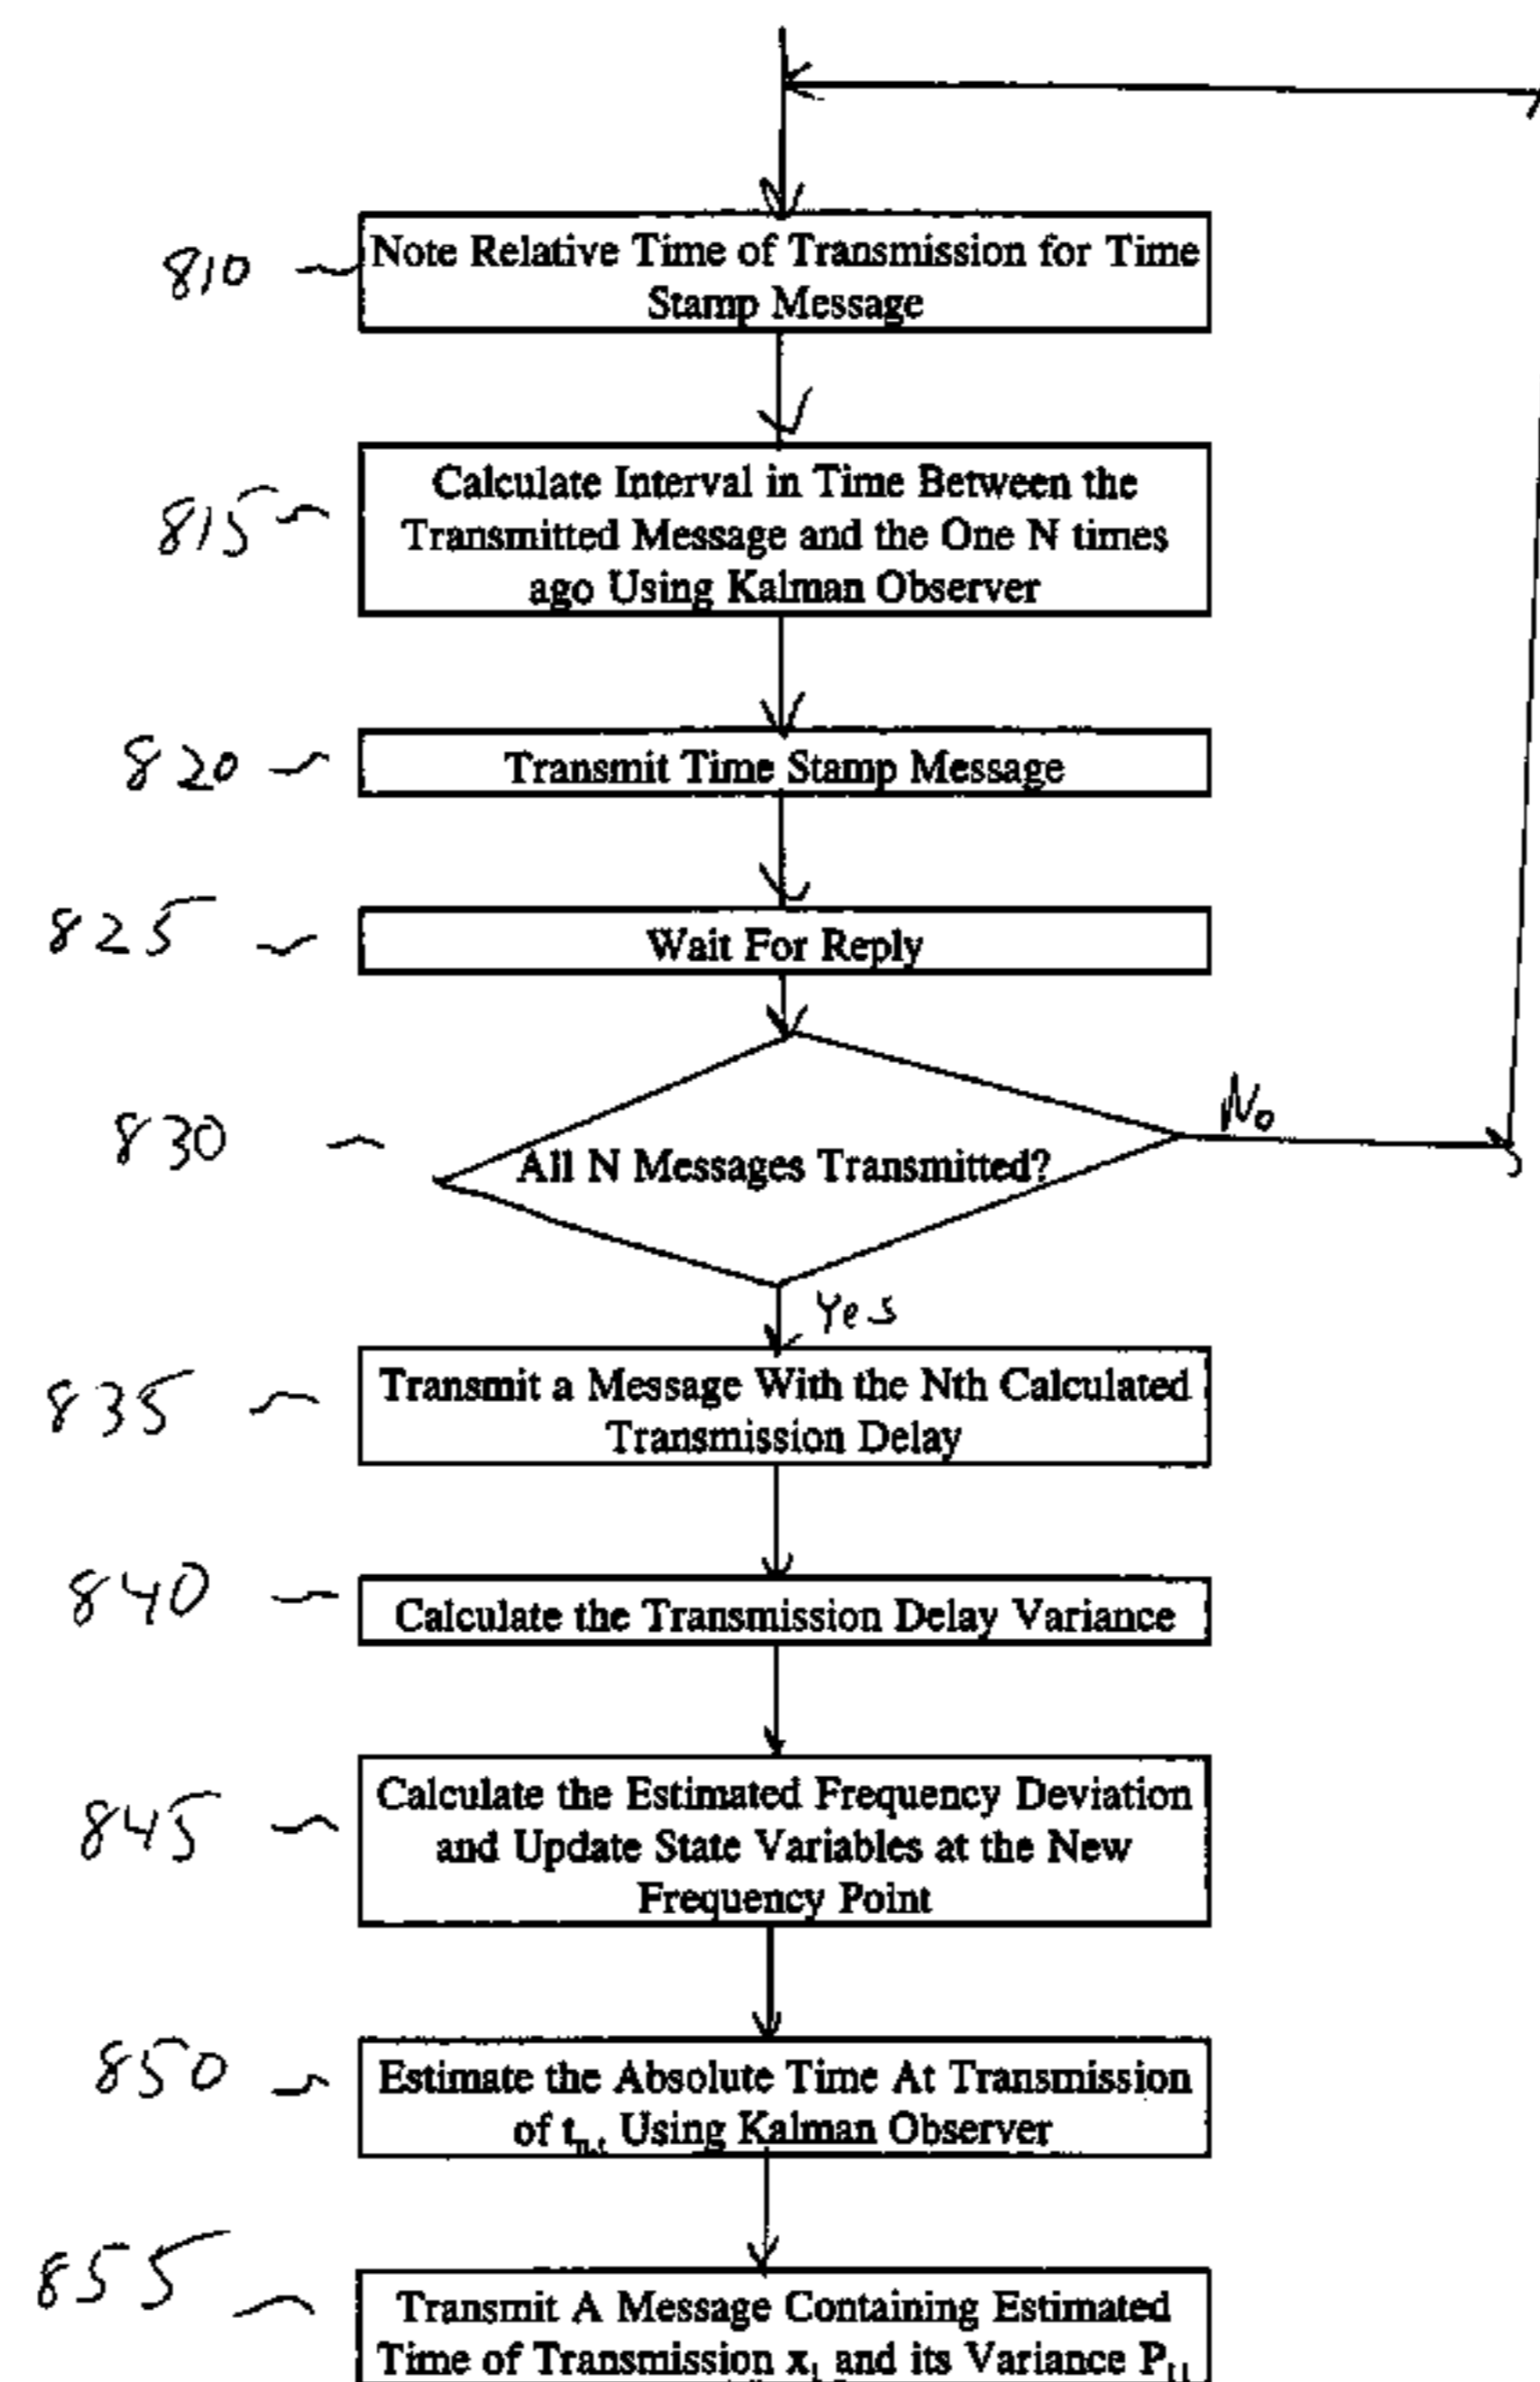 810
Note Relative Time of Transmission for Time
Stamp Message
815
Calculate Interval in Time Between the
Transmitted Message and the One N times
ago Using Kalman Observer
820
Transmit Time Stamp Message
825
Wait For Reply
830
All N Messages Transmitted?
No
Yes
835
Transmit a Message With the Nth Calculated
Transmission Delay
840
Calculate the Transmission Delay Variance
845
Calculate the Estimated Frequency Deviation
and Update State Variables at the New
Frequency Point
850
Estimate the Absolute Time At Transmission
of tn,t Using Kalman Observer
855
Transmit A Message Containing Estimated
Time of Transmission x1 and its Variance P11